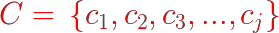 C = {c₁, c₂, c₃, ..., cⱼ}